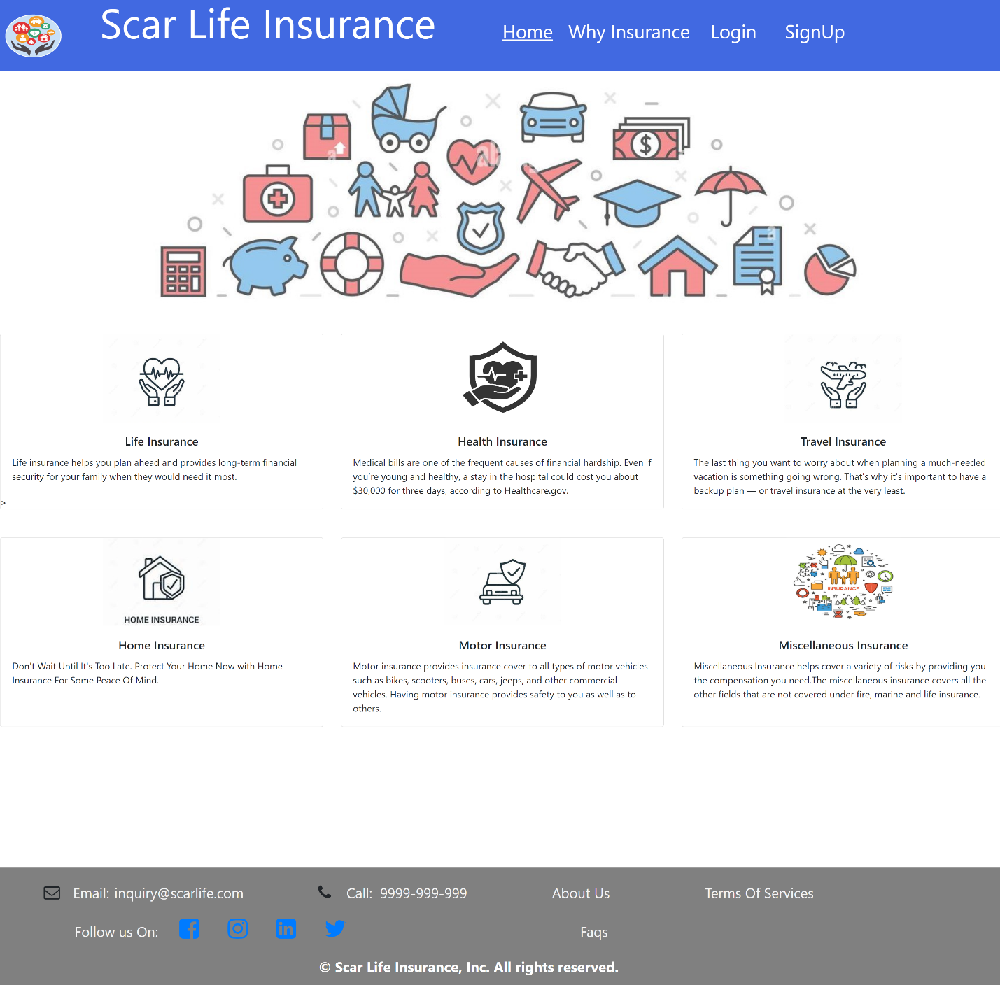 Scar Life Insurance
Home Why Insurance Login SignUp
Life Insurance
Life insurance helps you plan ahead and provides long-term financial
security for your family when they would need it most.
>
Health Insurance
Medical bills are one of the frequent causes of financial hardship. Even if
you're young and healthy, a stay in the hospital could cost you about
$30,000 for three days, according to Healthcare.gov.
Travel Insurance
The last thing you want to worry about when planning a much-needed
vacation is something going wrong. That's why it's important to have a
backup plan — or travel insurance at the very least.
HOME INSURANCE
Home Insurance
Don't Wait Until It's Too Late. Protect Your Home Now with Home
Insurance For Some Peace Of Mind.
Motor Insurance
Motor insurance provides insurance cover to all types of motor vehicles
such as bikes, scooters, buses, cars, jeeps, and other commercial
vehicles. Having motor insurance provides safety to you as well as to
others.
INSURANCE
Miscellaneous Insurance
Miscellaneous Insurance helps cover a variety of risks by providing you
the compensation you need.The miscellaneous insurance covers all the
other fields that are not covered under fire, marine and life insurance.
Email: inquiry@scarlife.com Call: 9999-999-999 About Us Terms Of Services
Follow us On:- Faqs
© Scar Life Insurance, Inc. All rights reserved.